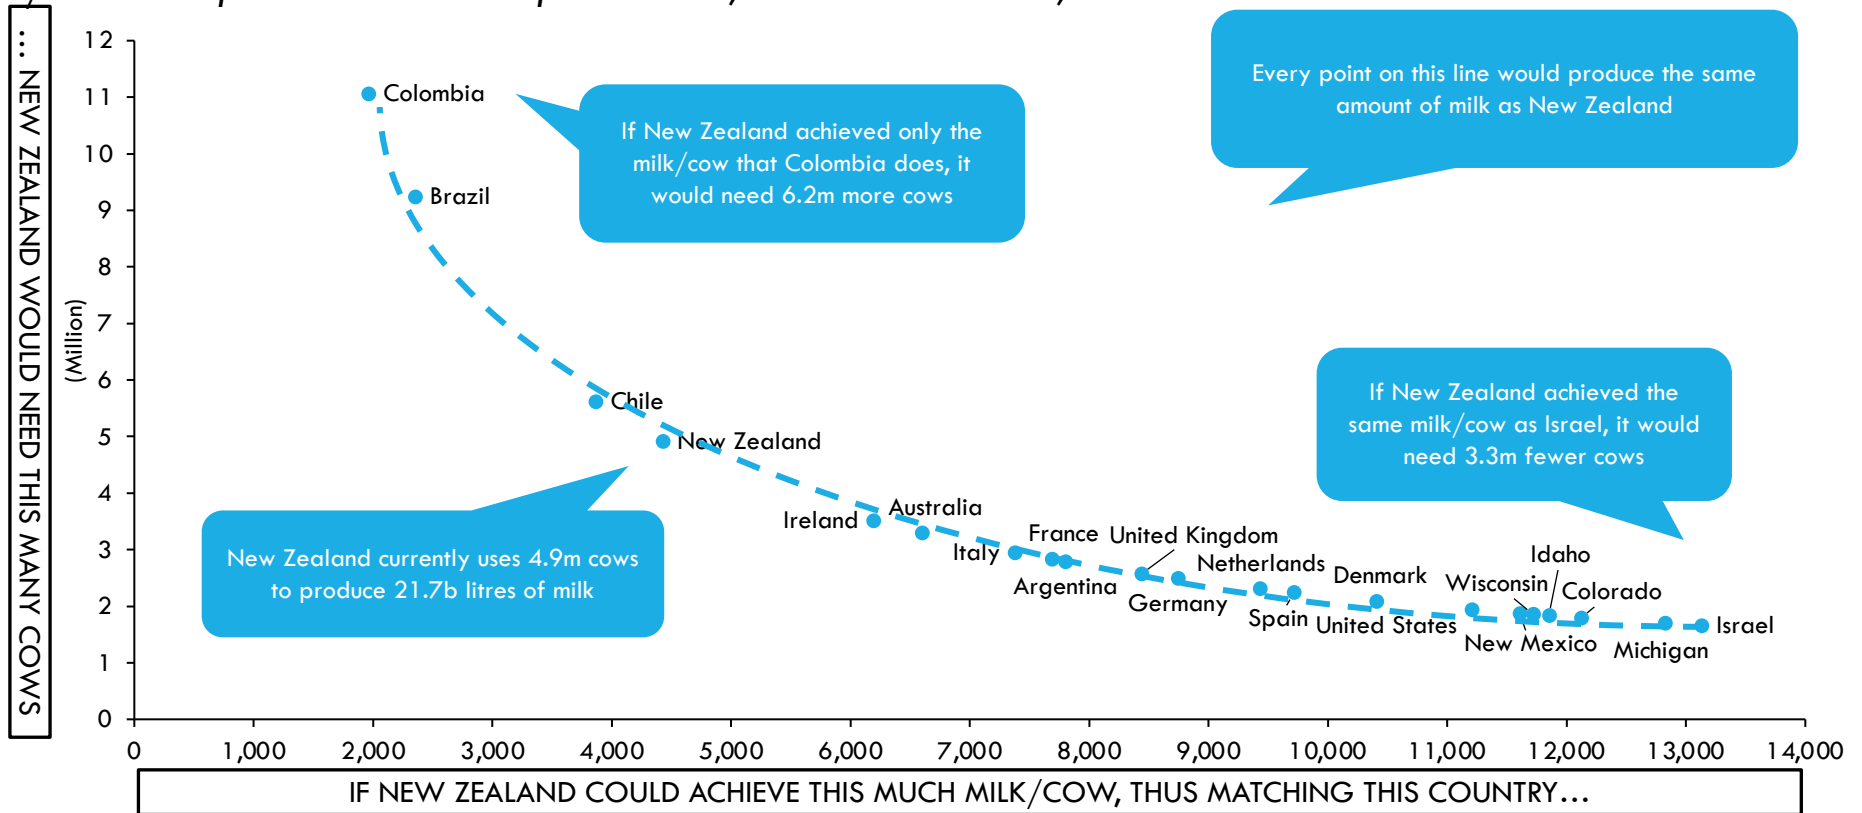 … NEW ZEALAND WOULD NEED THIS MANY COWS
(Million)
12
11
10
9
8
7
6
5
4
3
2
1
0
Colombia
Brazil
Chile
New Zealand
Ireland
Australia
Italy
France
Argentina
United Kingdom
Germany
Netherlands
Spain
Denmark
United States
Wisconsin
Idaho
New Mexico
Colorado
Michigan
Israel
If New Zealand achieved only the
milk/cow that Colombia does, it
would need 6.2m more cows
Every point on this line would produce the same
amount of milk as New Zealand
If New Zealand achieved the
same milk/cow as Israel, it would
need 3.3m fewer cows
New Zealand currently uses 4.9m cows
to produce 21.7b litres of milk
0
1,000
2,000
3,000
4,000
5,000
6,000
7,000
8,000
9,000
10,000
11,000
12,000
13,000
14,000
IF NEW ZEALAND COULD ACHIEVE THIS MUCH MILK/COW, THUS MATCHING THIS COUNTRY…